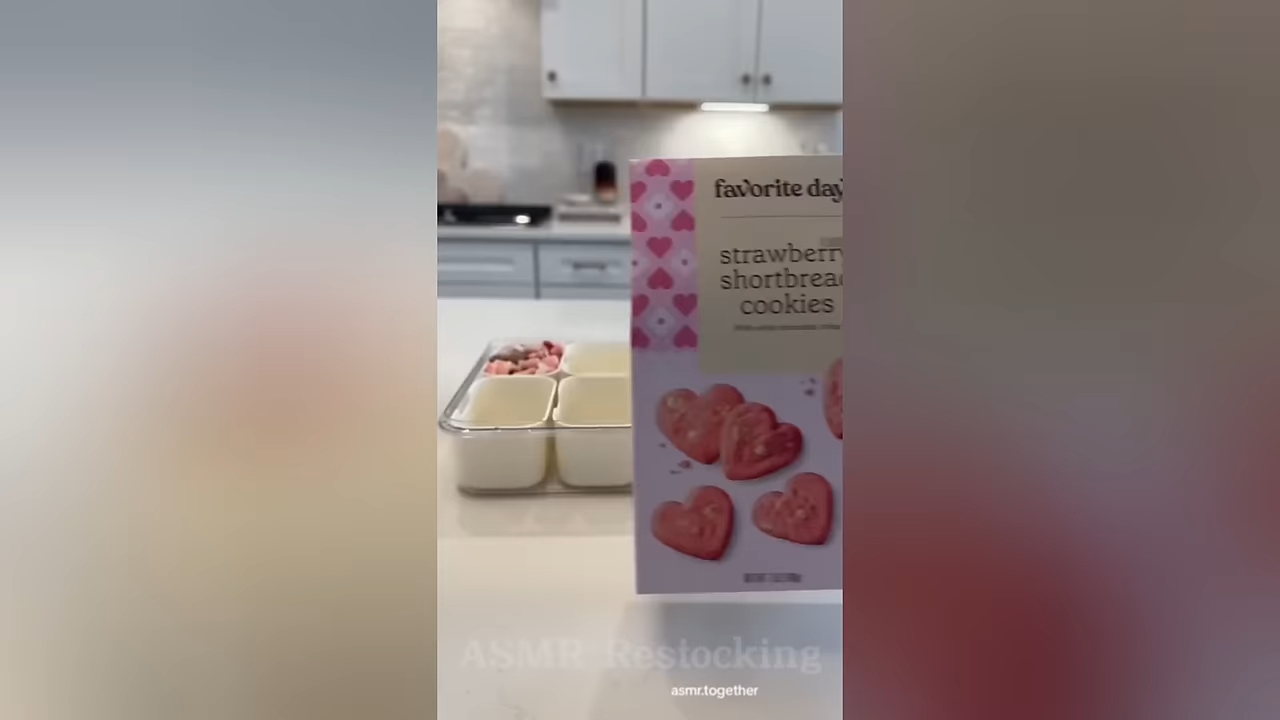 favorite day
strawberry
shortbread
cookies
ASMR Restocking
asmr.together